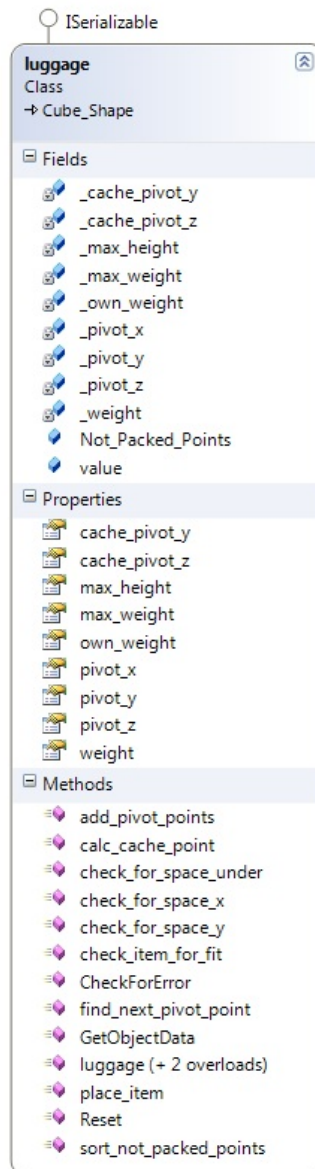 ISerializable
luggage
Class
Cube_Shape
Fields
_cache_pivot_y
_cache_pivot_z
_max_height
_max_weight
_own_weight
_pivot_x
_pivot_y
_pivot_z
_weight
Not_Packed_Points
value
Properties
cache_pivot_y
cache_pivot_z
max_height
max_weight
own_weight
pivot_x
pivot_y
pivot_z
weight
Methods
add_pivot_points
calc_cache_point
check_for_space_under
check_for_space_x
check_for_space_y
check_item_for_fit
CheckForError
find_next_pivot_point
GetObjectData
luggage (+ 2 overloads)
place_item
Reset
sort_not_packed_points